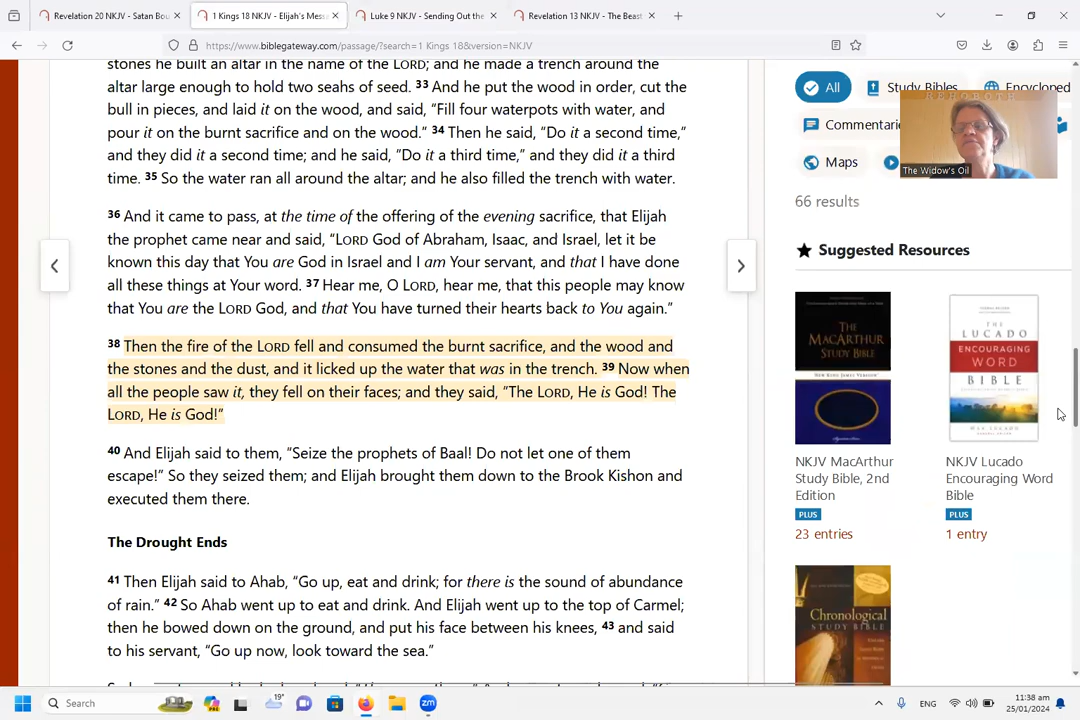 Revelation 20 NKJV - Satan Bou
1 Kings 18 NKJV - Elijah's Mess
Luke 9 NKJV - Sending Out the
Revelation 13 NKJV - The Beast
https://www.biblegateway.com/passage/?search=1 Kings 18&version=NKJV
stones he built an altar in the name of the LORD; and he made a trench around the
altar large enough to hold two seahs of seed. 33 And he put the wood in order, cut the
bull in pieces, and laid it on the wood, and said, “Fill four waterpots with water, and
pour it on the burnt sacrifice and on the wood.” 34 Then he said, “Do it a second time,”
and they did it a second time; and he said, “Do it a third time,” and they did it a third
time. 35 So the water ran all around the altar; and he also filled the trench with water.
36 And it came to pass, at the time of the offering of the evening sacrifice, that Elijah
the prophet came near and said, “LORD God of Abraham, Isaac, and Israel, let it be
known this day that You are God in Israel and I am Your servant, and that I have done
all these things at Your word. 37 Hear me, O LORD, hear me, that this people may know
that You are the LORD God, and that You have turned their hearts back to You again.”
38 Then the fire of the LORD fell and consumed the burnt sacrifice, and the wood and
the stones and the dust, and it licked up the water that was in the trench. 39 Now when
all the people saw it, they fell on their faces; and they said, “The LORD, He is God! The
LORD, He is God!”
40 And Elijah said to them, “Seize the prophets of Baal! Do not let one of them
escape!” So they seized them; and Elijah brought them down to the Brook Kishon and
executed them there.
The Drought Ends
41 Then Elijah said to Ahab, “Go up, eat and drink; for there is the sound of abundance
of rain.” 42 So Ahab went up to eat and drink. And Elijah went up to the top of Carmel;
then he bowed down on the ground, and put his face between his knees, 43 and said
to his servant, “Go up now, look toward the sea.”
All
Study Bibles
Encycloped
Commentarie
Maps
REHOBOTH
The Widow's Oil
66 results
Suggested Resources
THE
MACARTHUR
STUDY BIBLE
THE
LUCADO
ENCOURAGING
WORD
BIBLE
NKJV MacArthur
Study Bible, 2nd
Edition
PLUS
23 entries
NKJV Lucado
Encouraging Word
Bible
PLUS
1 entry
Chronological
STUDY BIBLE
Search
19°
ENG
11:38 am
25/01/2024